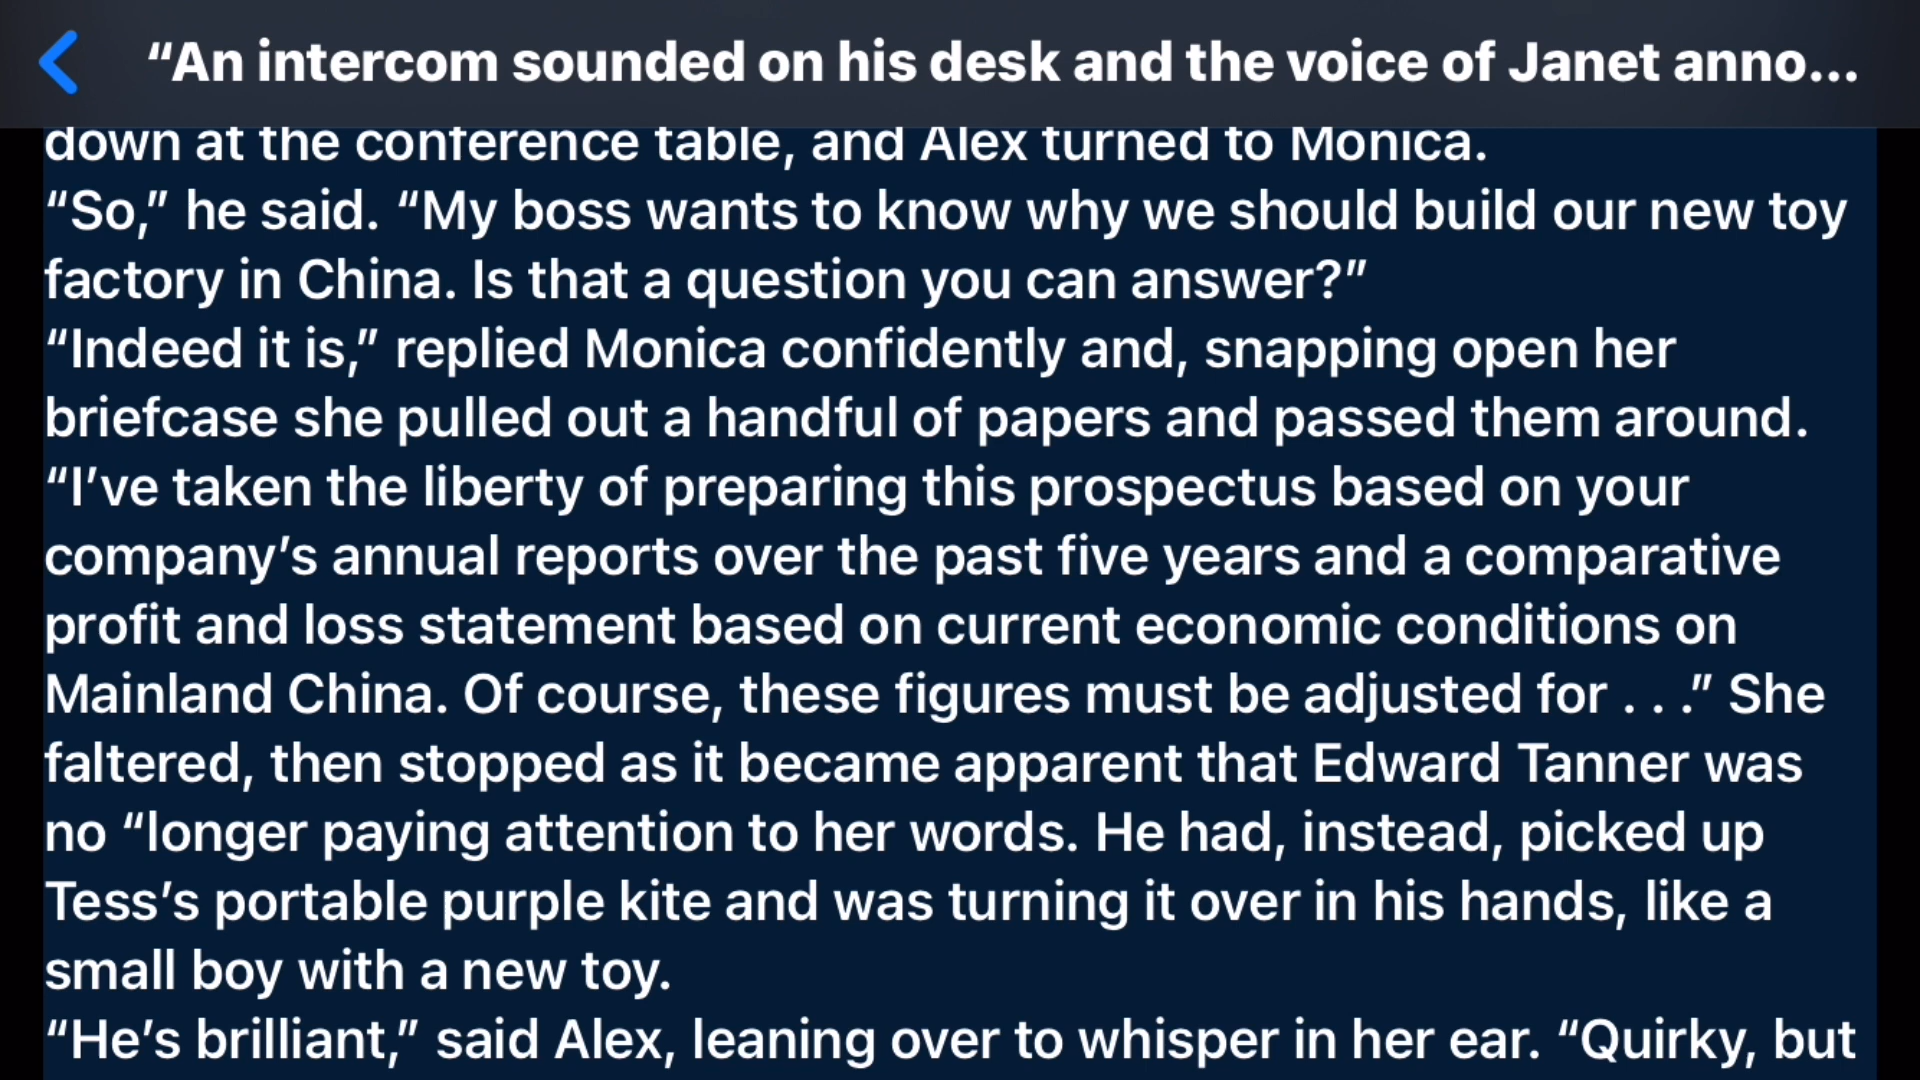 “An intercom sounded on his desk and the voice of Janet anno...
down at the conference table, and Alex turned to Monica.
“So,” he said. “My boss wants to know why we should build our new toy
factory in China. Is that a question you can answer?”
“Indeed it is,” replied Monica confidently and, snapping open her
briefcase she pulled out a handful of papers and passed them around.
“I’ve taken the liberty of preparing this prospectus based on your
company’s annual reports over the past five years and a comparative
profit and loss statement based on current economic conditions on
Mainland China. Of course, these figures must be adjusted for . . .” She
faltered, then stopped as it became apparent that Edward Tanner was
no “longer paying attention to her words. He had, instead, picked up
Tess’s portable purple kite and was turning it over in his hands, like a
small boy with a new toy.
“He’s brilliant,” said Alex, leaning over to whisper in her ear. “Quirky, but